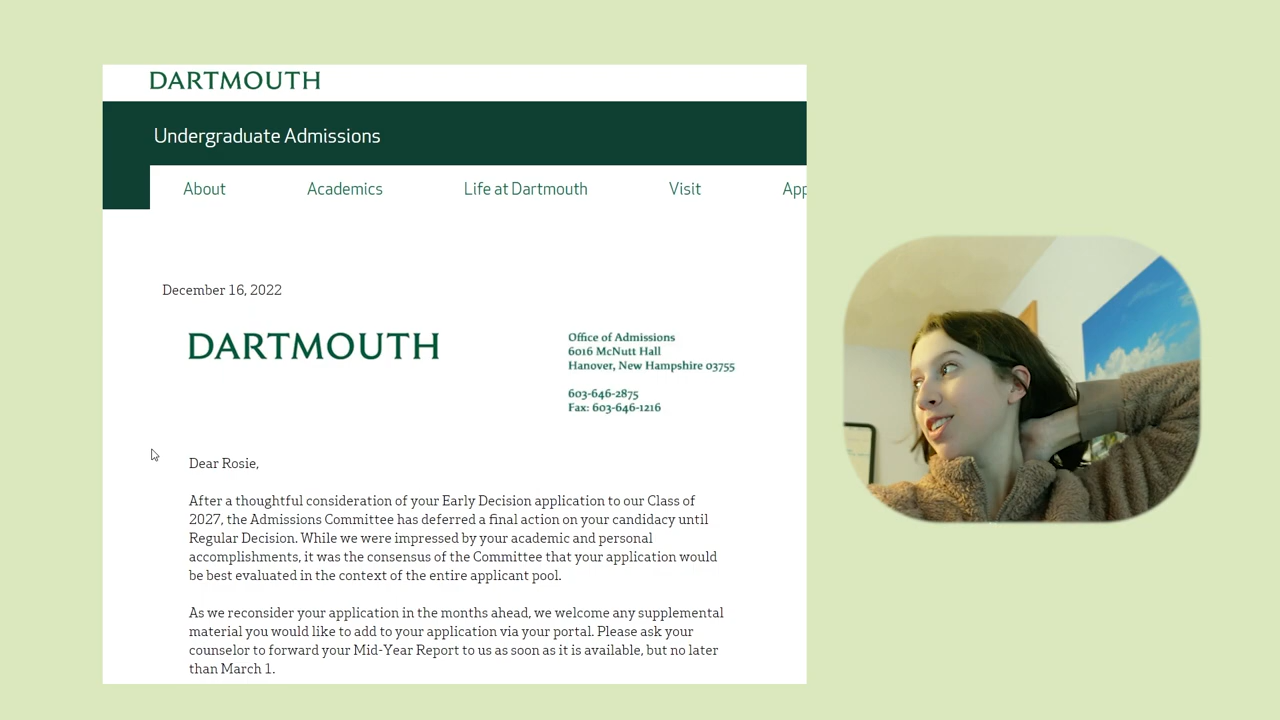 DARTMOUTH
Undergraduate Admissions
About Academics Life at Dartmouth Visit App
December 16, 2022
DARTMOUTH
Office of Admissions
6016 McNutt Hall
Hanover, New Hampshire 03755
603-646-2875
Fax: 603-646-1216
Dear Rosie,
After a thoughtful consideration of your Early Decision application to our Class of
2027, the Admissions Committee has deferred a final action on your candidacy until
Regular Decision. While we were impressed by your academic and personal
accomplishments, it was the consensus of the Committee that your application would
be best evaluated in the context of the entire applicant pool.
As we reconsider your application in the months ahead, we welcome any supplemental
material you would like to add to your application via your portal. Please ask your
counselor to forward your Mid-Year Report to us as soon as it is available, but no later
than March 1.